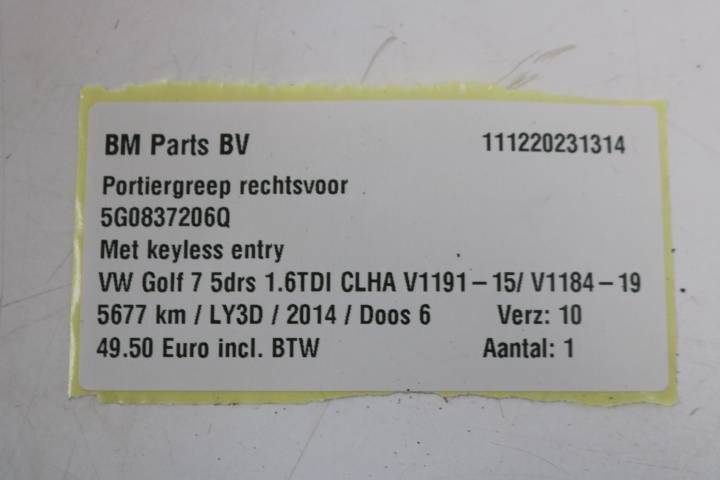 BM Parts BV 111220231314
Portiergreep rechtsvoor
5G0837206Q
Met keyless entry
VW Golf 7 5drs 1.6TDI CLHA V1191-15/ V1184-19
5677 km / LY3D / 2014 / Doos 6 Verz: 10
49.50 Euro incl. BTW Aantal: 1